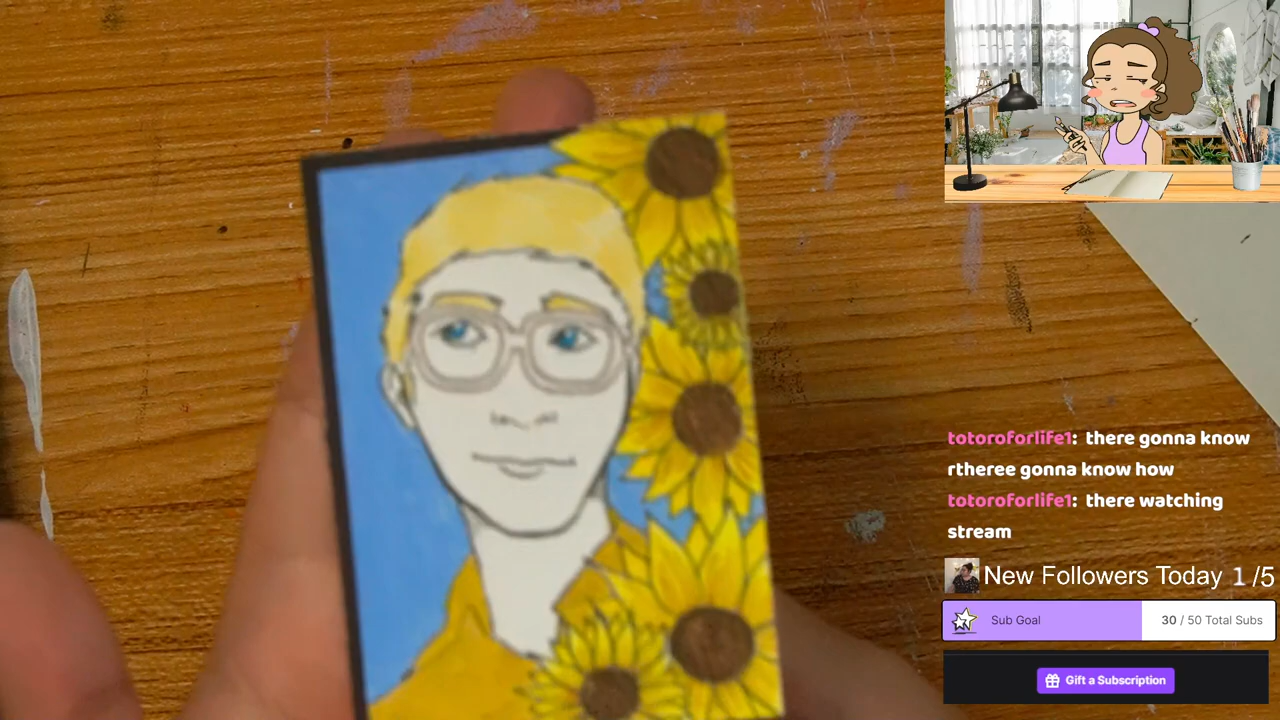 totoroforlife1: there gonna know
rtheree gonna know how
totoroforlife1: there watching
stream
New Followers Today 1 /5
Sub Goal 30 / 50 Total Subs
Gift a Subscription